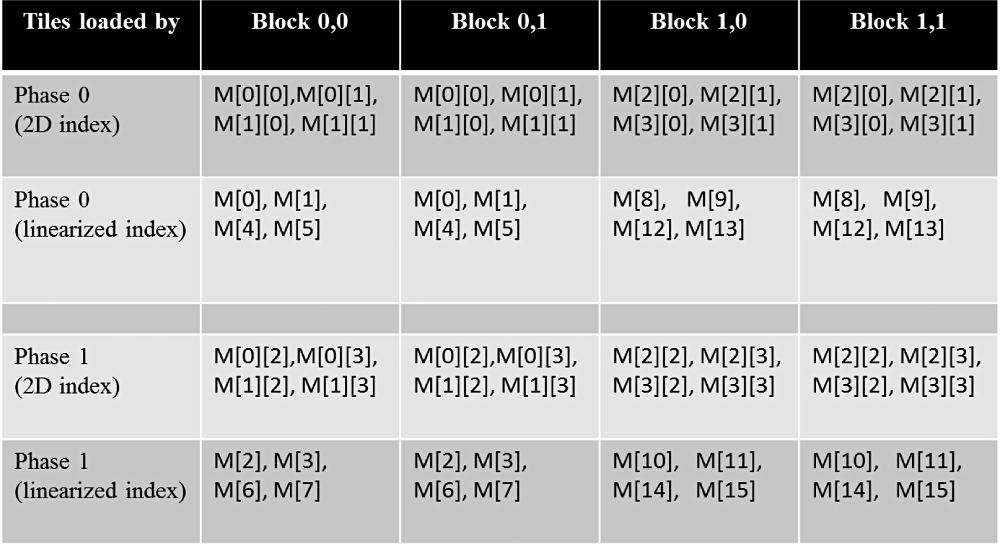 Tiles loaded by Block 0,0 Block 0,1 Block 1,0 Block 1,1
Phase 0 M[0][0],M[0][1], M[0][0], M[0][1], M[2][0], M[2][1], M[2][0], M[2][1],
(2D index) M[1][0], M[1][1] M[1][0], M[1][1] M[3][0], M[3][1] M[3][0], M[3][1]
Phase 0 M[0], M[1], M[0], M[1], M[8], M[9], M[8], M[9],
(linearized index) M[4], M[5] M[4], M[5] M[12], M[13] M[12], M[13]
Phase 1 M[0][2],M[0][3], M[0][2],M[0][3], M[2][2], M[2][3], M[2][2], M[2][3],
(2D index) M[1][2], M[1][3] M[1][2], M[1][3] M[3][2], M[3][3] M[3][2], M[3][3]
Phase 1 M[2], M[3], M[2], M[3], M[10], M[11], M[10], M[11],
(linearized index) M[6], M[7] M[6], M[7] M[14], M[15] M[14], M[15]